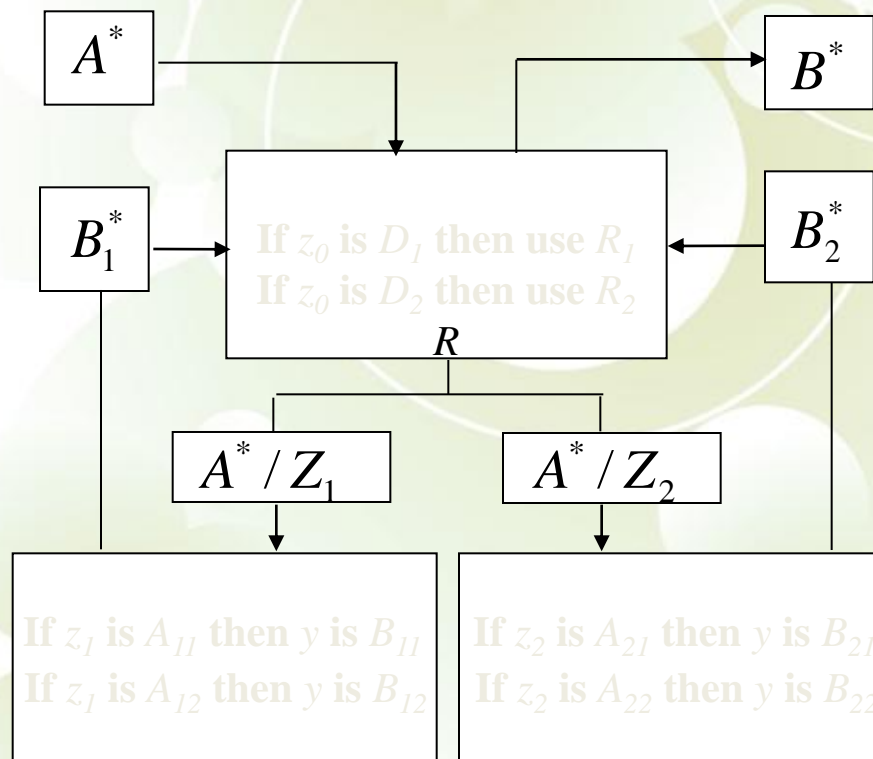 A* B*
B₁* B₂*
If z₀ is D₁ then use R₁
If z₀ is D₂ then use R₂
R
A* / Z₁ A* / Z₂
If z₁ is A₁₁ then y is B₁₁
If z₁ is A₁₂ then y is B₁₂
If z₂ is A₂₁ then y is B₂₁
If z₂ is A₂₂ then y is B₂₂